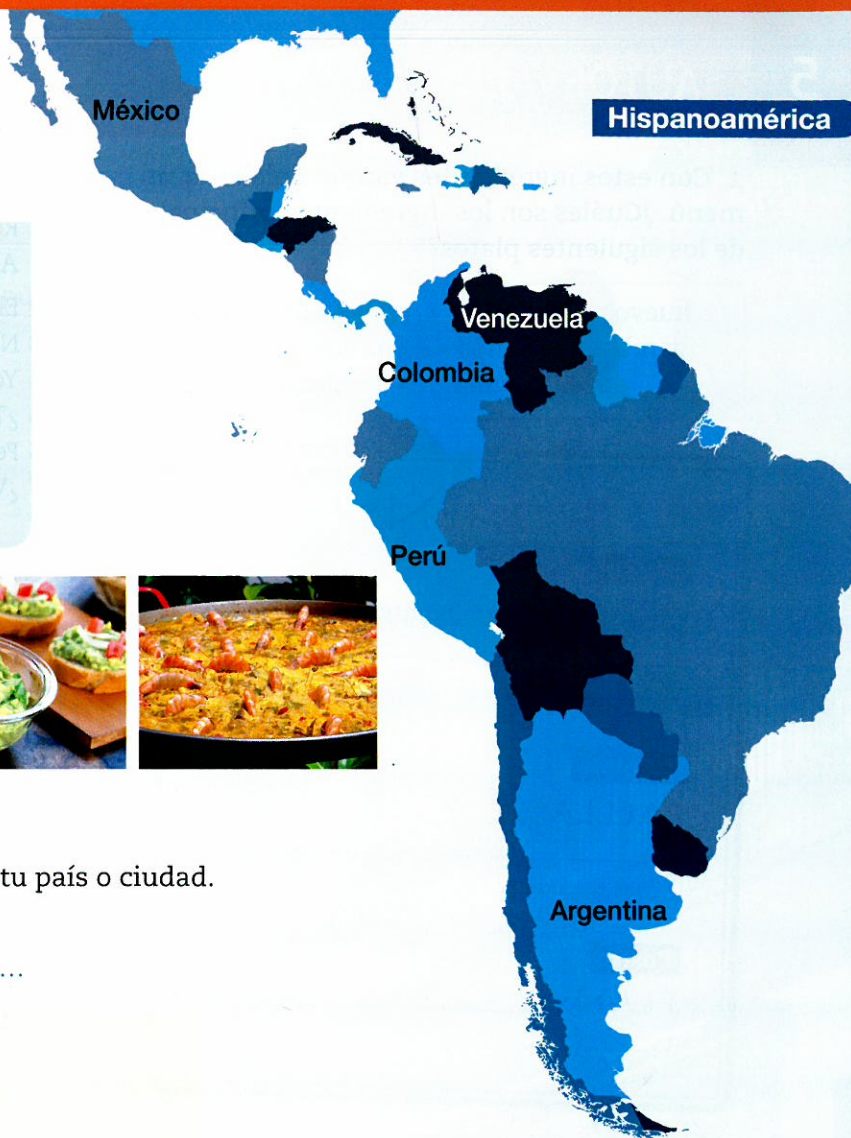 México
Hispanoamérica
Venezuela
Colombia
Perú
tu país o ciudad.
...
Argentina